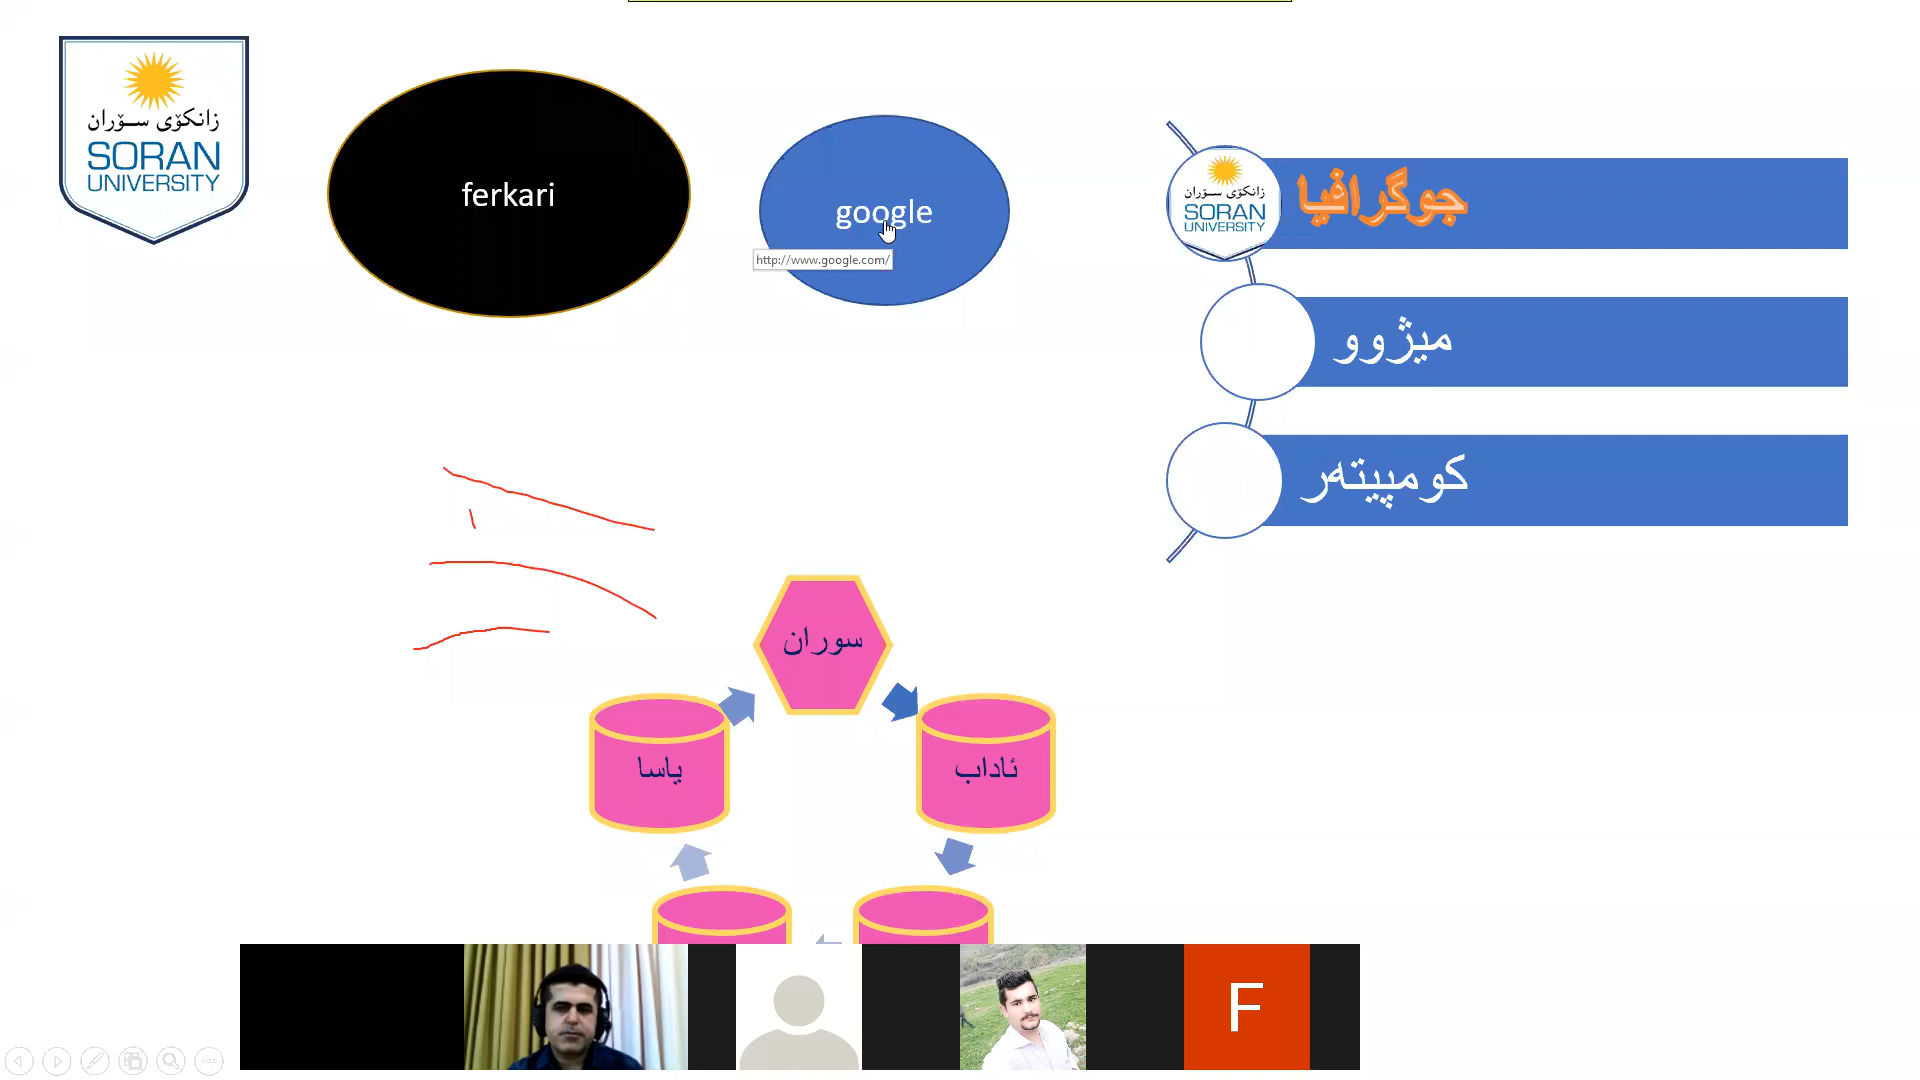 زانكۆی سۆران
SORAN
UNIVERSITY
ferkari
google
http://www.google.com/
زانكۆی سۆران
SORAN
UNIVERSITY
جوگرافیا
میژوو
کومپیتەر
سوران
ئاداب
یاسا
F